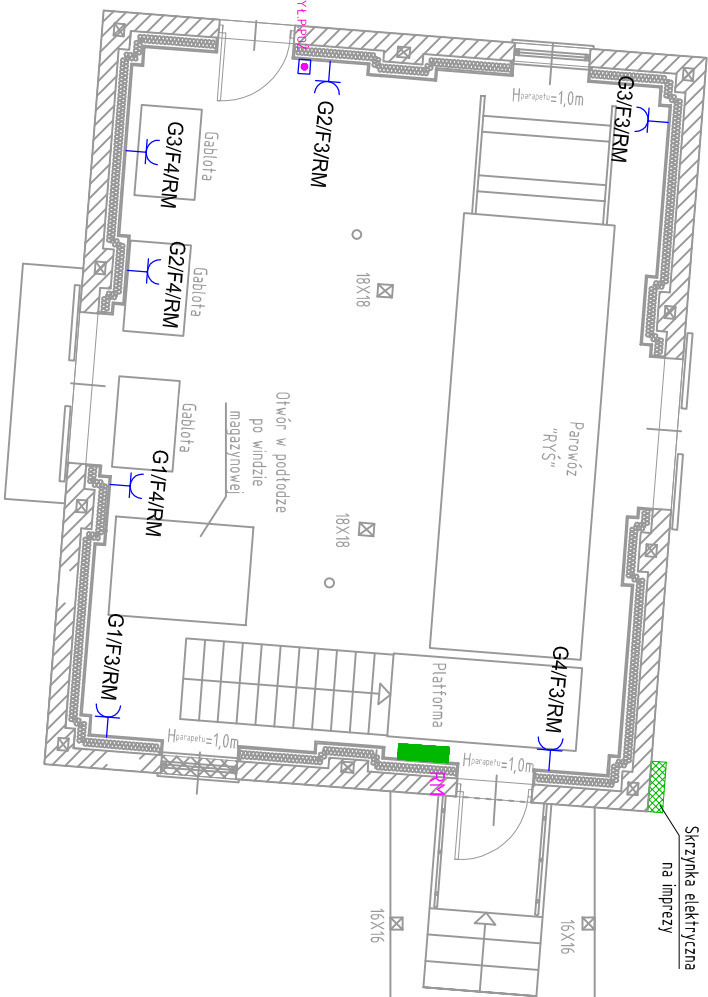 YŁ.P.POŻ
G2/F3/RM
Hparapetu=1,0m
G3/F3/RM
G3/F4/RM
Gablota
G2/F4/RM
Gablota
18X18
Parowóz
"RYŚ"
Gablota
Otwór w podłodze
po windzie
magazynowej
G1/F4/RM
18X18
G1/F3/RM
Hparapetu=1,0m
Platforma
G4/F3/RM
Hparapetu=1,0m
RM
Skrzynka elektryczna
na imprezy
16X16
16X16